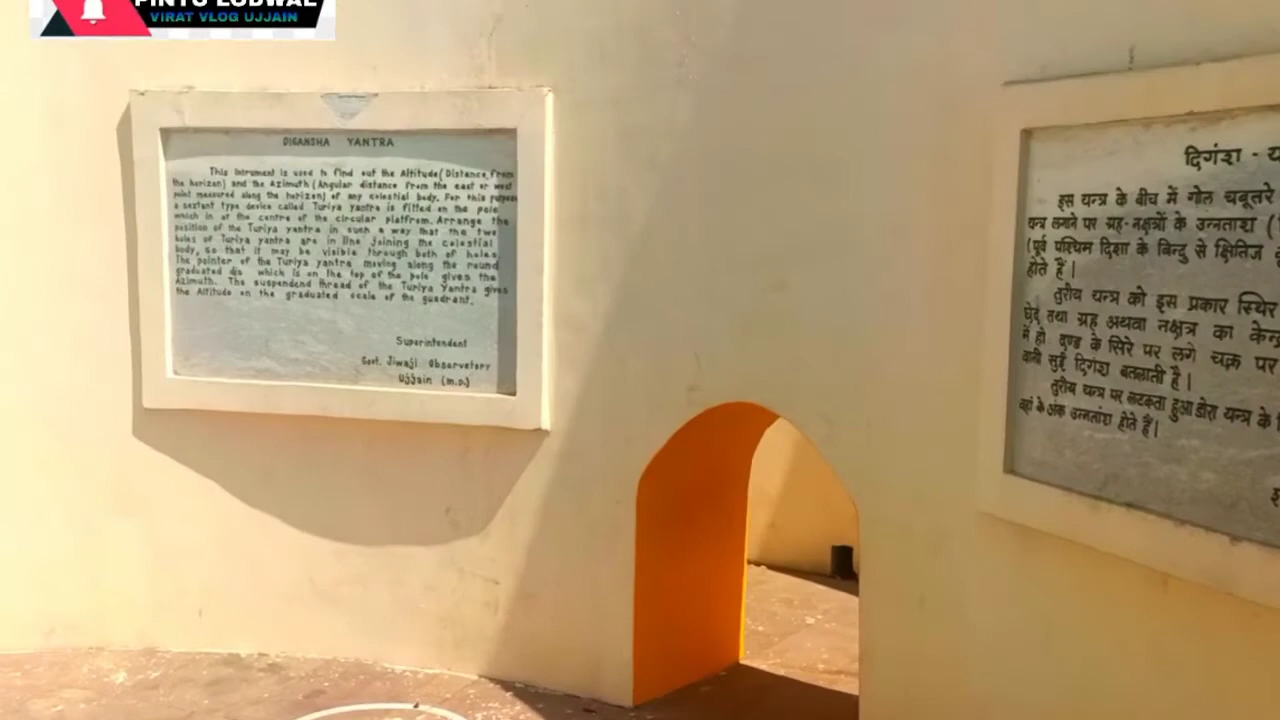 PINTU LODWAL
VIRAT VLOG UJJAIN
DIGANSHA YANTRA
This Intrument is used to find out the Altitude (Distance from
the horizen) and the Azimuth (Angular distance from the east or west
point measured along the horizen) of any celestial body. For this purpose
a sextant type device called Turiya yantra is fitted on the pole
which in at the centre of the circular platfrom. Arrange the
position of the Turiya yantra in such a way that the two
holes of Turiya yantra are in line joining the celestial
body, so that it may be visible through both of holes.
The pointer of the Turiya yantra moving along the round
graduated dis which is on the top of the pole gives the
Azimuth. The suspendend thread of the Turiya Yantra gives
the Altitude on the graduated scale of the quadrant.
Superintendent
Govt. Jiwaji Observatory
Ujjain (m.p.)
दिगंश - य
इस यन्त्र के बीच में गोल चबूतरे
यन्त्र लगाने पर ग्रह-नक्षत्रों के उन्नतांश (
(पूर्व पश्चिम दिशा के बिन्दु से क्षितिज
होते हैं।
तुरीय यन्त्र को इस प्रकार स्थिर
छेद तथा ग्रह अथवा नक्षत्र का केन्द्र
में हो दण्ड के सिरे पर लगे चक्र पर
वाली सुई दिगंश बतलाती है।
तुरीय यन्त्र पर लटकता हुआ डोरा यन्त्र के
वहां के अंक उन्नतांश होते हैं।